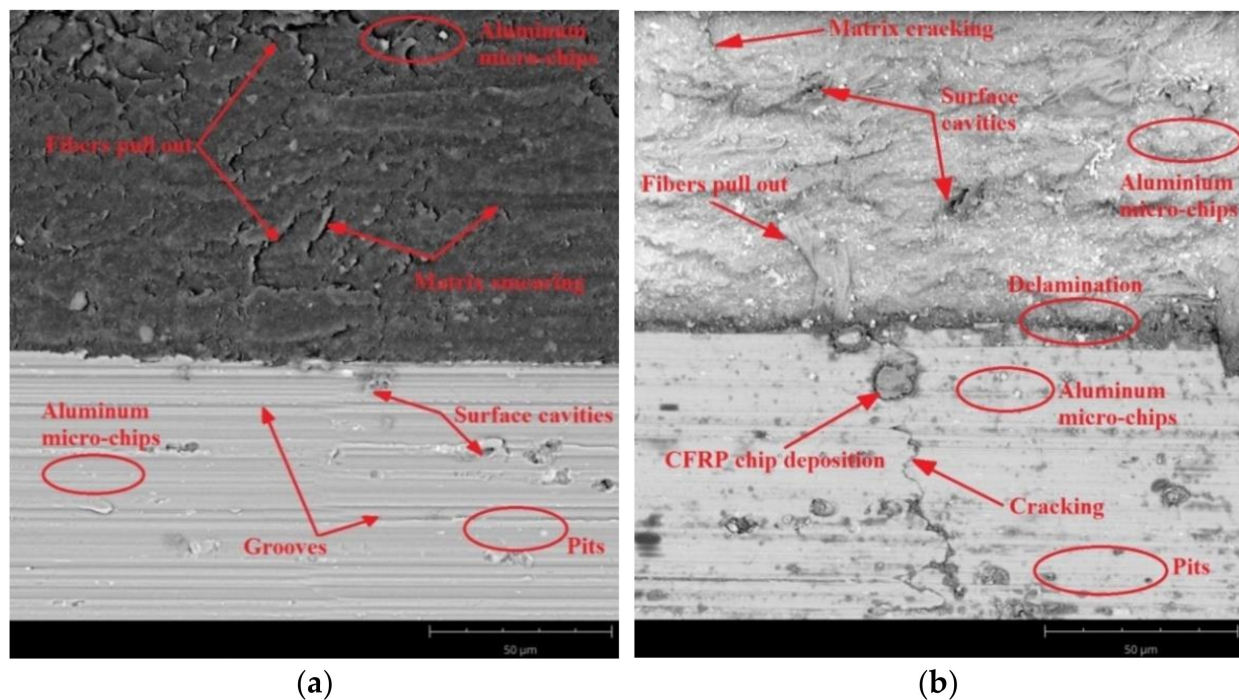 Aluminum
micro-chips
Fibers pull out
Matrix smearing
Aluminum
micro-chips
Surface cavities
Grooves
Pits
50 µm
(a)
Matrix cracking
Surface
cavities
Aluminium
micro-chips
Fibers pull out
Delamination
Aluminum
micro-chips
CFRP chip deposition
Cracking
Pits
50 µm
(b)